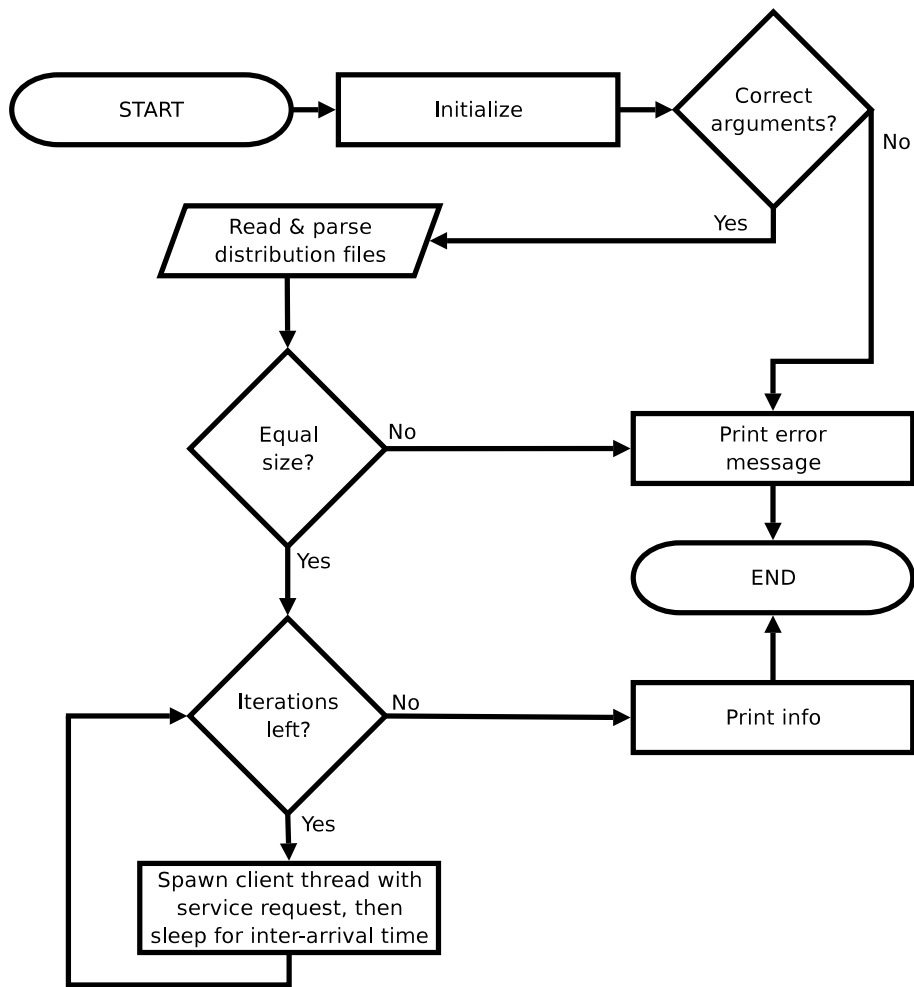 START
Initialize
Correct
arguments?
No
Yes
Read & parse
distribution files
Equal
size?
No
Print error
message
Yes
END
Iterations
left?
No
Print info
Yes
Spawn client thread with
service request, then
sleep for inter-arrival time